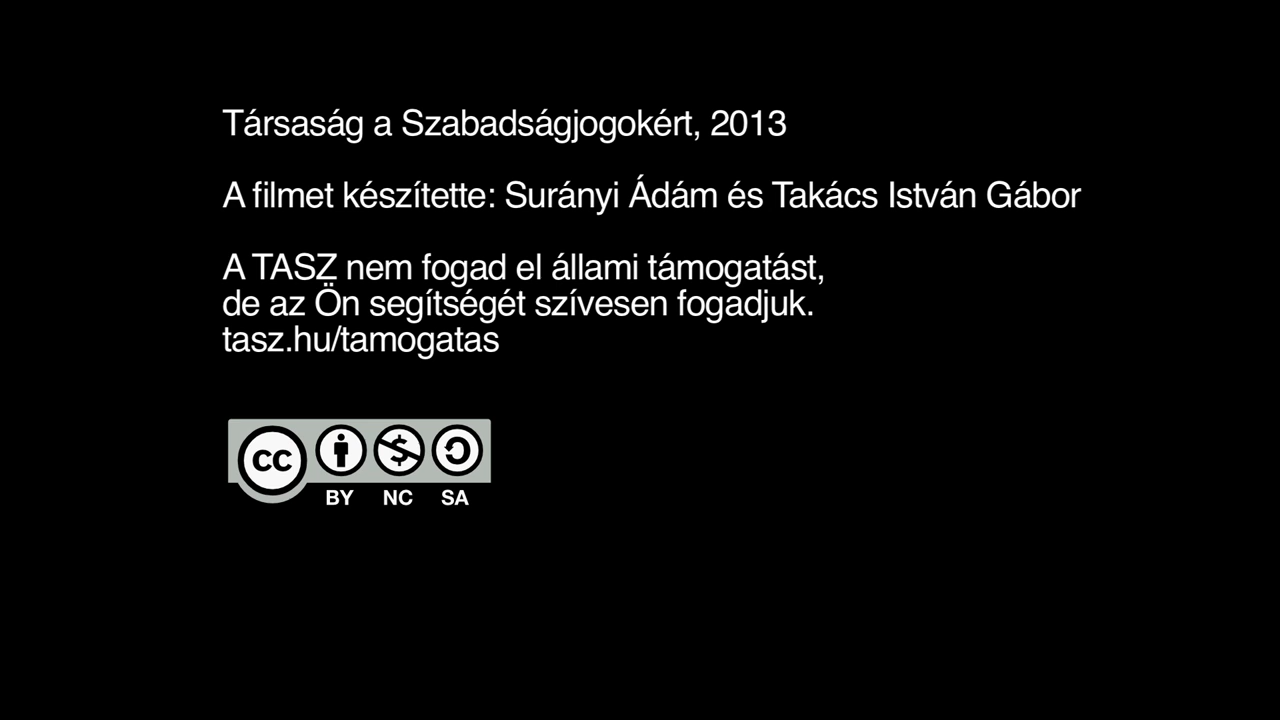 Társaság a Szabadságjogokért, 2013
A filmet készítette: Surányi Ádám és Takács István Gábor
A TASZ nem fogad el állami támogatást,
de az Ön segítségét szívesen fogadjuk.
tasz.hu/tamogatas
cc
BY NC SA